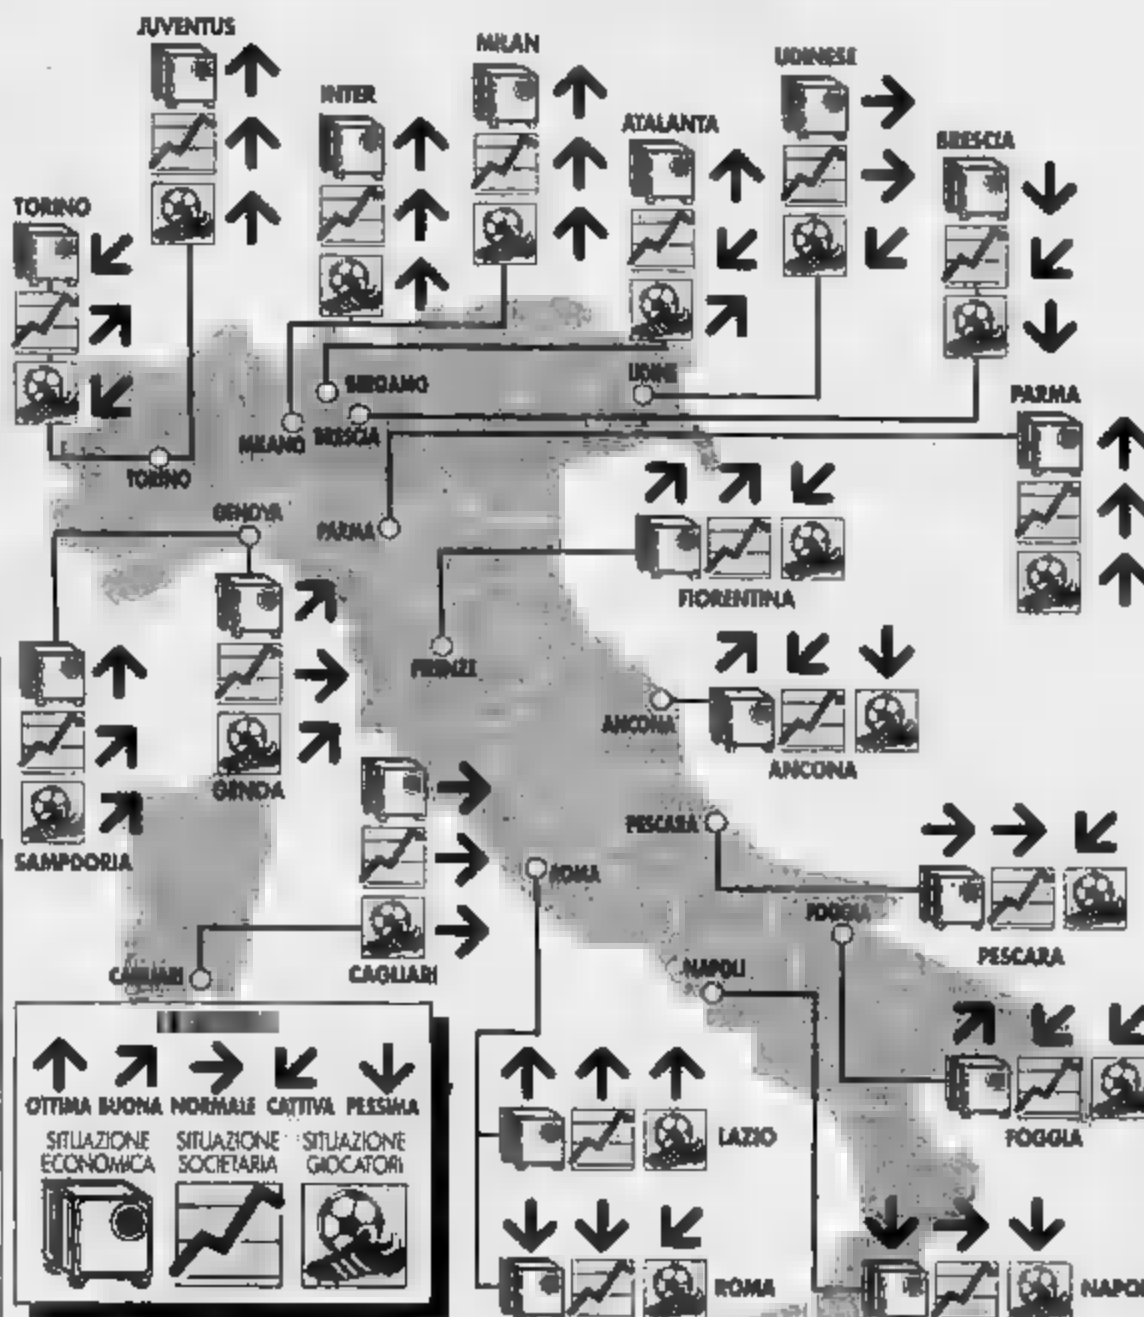 JUVENTUS
MILAN
UDINESE
INTER
ATALANTA
BRESCIA
TORINO
PARMA
BERGAMO
UDINE
MILANO
BRESCIA
TORINO
GENOVA
PARMA
FIORENTINA
FIRENZE
ANCONA
ANCONA
GENOA
SAMPDORIA
PESCARA
ROMA
FOGGIA
CAGLIARI
CAGLIARI
NAPOLI
PESCARA
OTTIMA BUONA NORMALE CATTIVA PESSIMA
SITUAZIONE ECONOMICA
SITUAZIONE SOCIETARIA
SITUAZIONE GIOCATORI
LAZIO
FOGGIA
ROMA
NAPOL